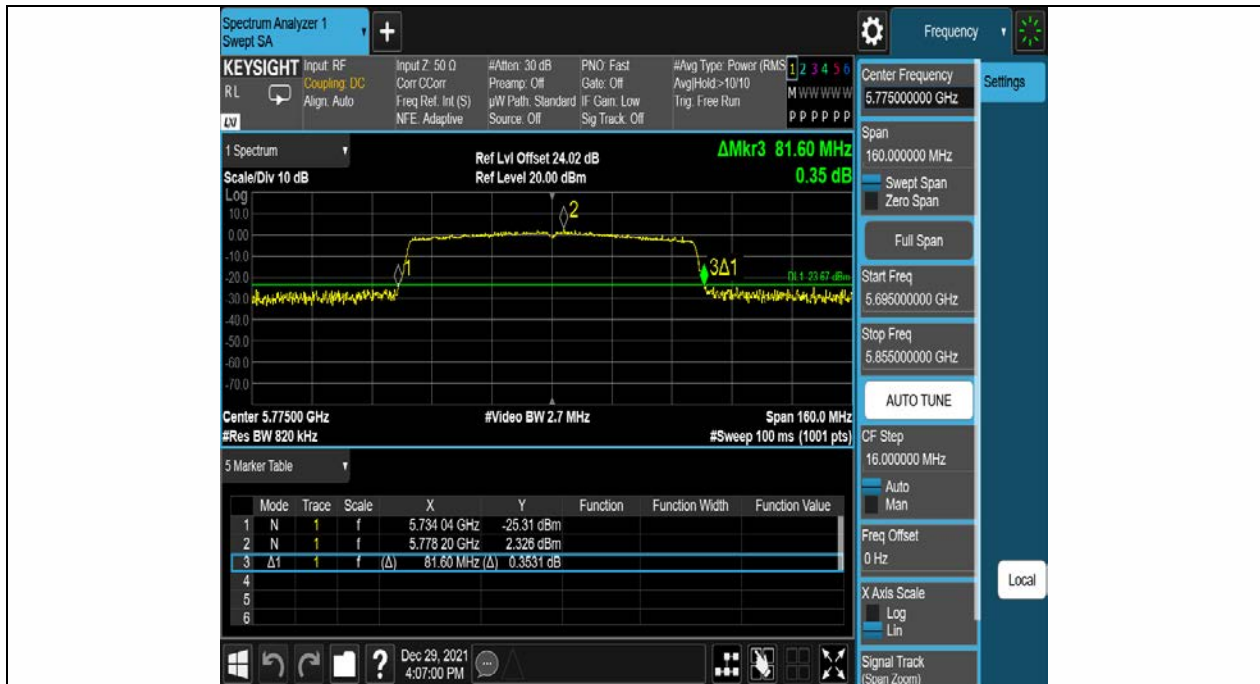 Spectrum Analyzer 1
Swept SA
+
Frequency
KEYSIGHT
RL
LXI
Input: RF
Coupling: DC
Align: Auto
Input Z: 50 Ω
Corr CCorr
Freq Ref: Int (S)
NFE: Adaptive
#Atten: 30 dB
Preamp: Off
µW Path: Standard
Source: Off
PNO: Fast
Gate: Off
IF Gain: Low
Sig Track: Off
#Avg Type: Power (RMS
Avg|Hold:>10/10
Trig: Free Run
1 2 3 4 5 6
M W W W W W
P P P P P P
1 Spectrum
Scale/Div 10 dB
Ref Lvl Offset 24.02 dB
Ref Level 20.00 dBm
ΔMkr3 81.60 MHz
0.35 dB
Log
10.0
0.00
-10.0
-20.0
-30.0
-40.0
-50.0
-60.0
-70.0
1
2
3Δ1
DL1 -23.67 dBm
Center 5.77500 GHz
#Res BW 820 kHz
#Video BW 2.7 MHz
Span 160.0 MHz
#Sweep 100 ms (1001 pts)
5 Marker Table
Mode Trace Scale X Y Function Function Width Function Value
1 N 1 f 5.734 04 GHz -25.31 dBm
2 N 1 f 5.778 20 GHz 2.326 dBm
3 Δ1 1 f (Δ) 81.60 MHz (Δ) 0.3531 dB
4
5
6
?
Dec 29, 2021
4:07:00 PM
Center Frequency
5.775000000 GHz
Span
160.000000 MHz
Swept Span
Zero Span
Full Span
Start Freq
5.695000000 GHz
Stop Freq
5.855000000 GHz
AUTO TUNE
CF Step
16.000000 MHz
Auto
Man
Freq Offset
0 Hz
X Axis Scale
Log
Lin
Signal Track
(Span Zoom)
Settings
Local